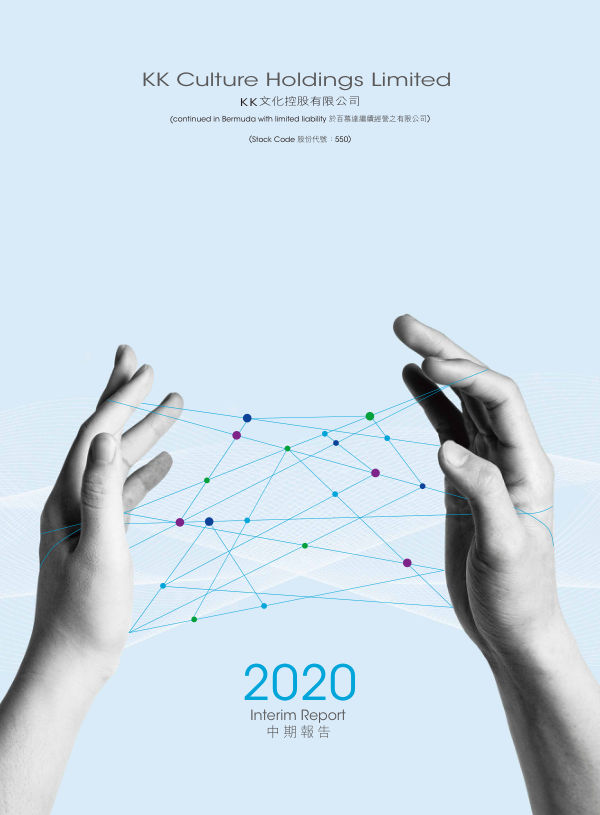 KK Culture Holdings Limited
KK文化控股有限公司
(continued in Bermuda with limited liability 於百慕達繼續經營之有限公司)
(Stock Code 股份代號：550)
2020
Interim Report
中期報告